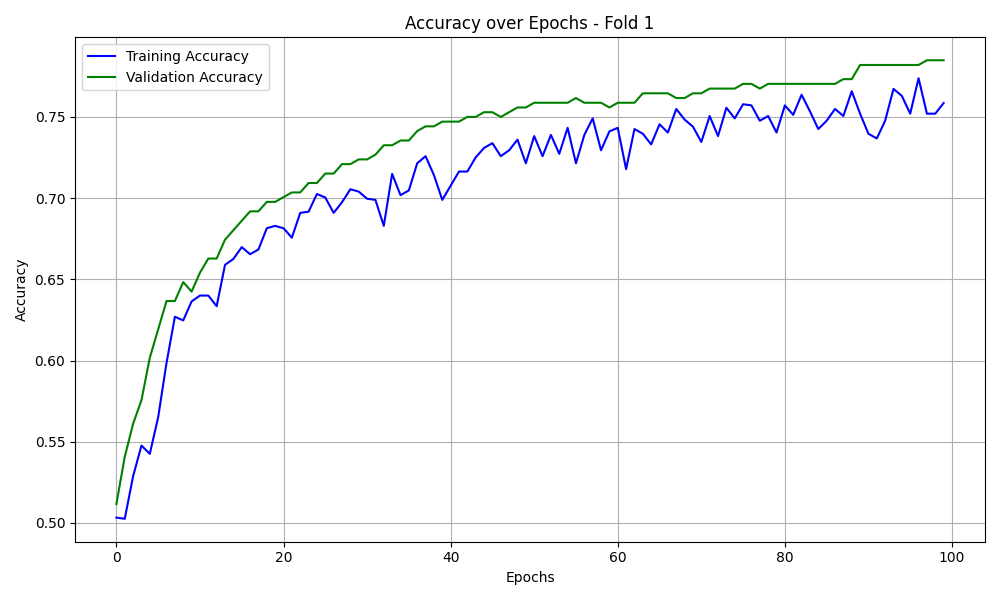 Accuracy over Epochs - Fold 1
Training Accuracy
Validation Accuracy
Accuracy
0.75
0.70
0.65
0.60
0.55
0.50
0 20 40 60 80 100
Epochs